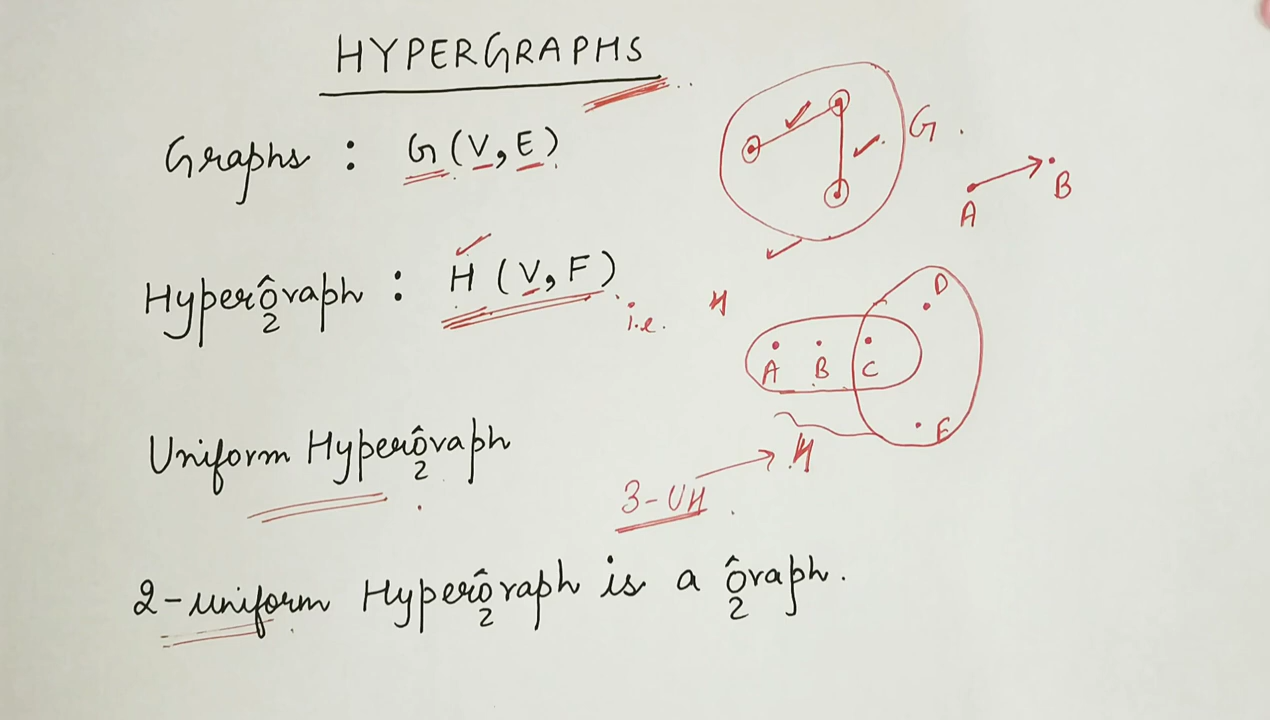 HYPERGRAPHS
Graphs : G (V, E)
G.
A
B
Hypergraph : H (V, F)
i.e.
H
D
A B C
E
Uniform Hypergraph
3-UH → H
2-uniform Hypergraph is a graph.